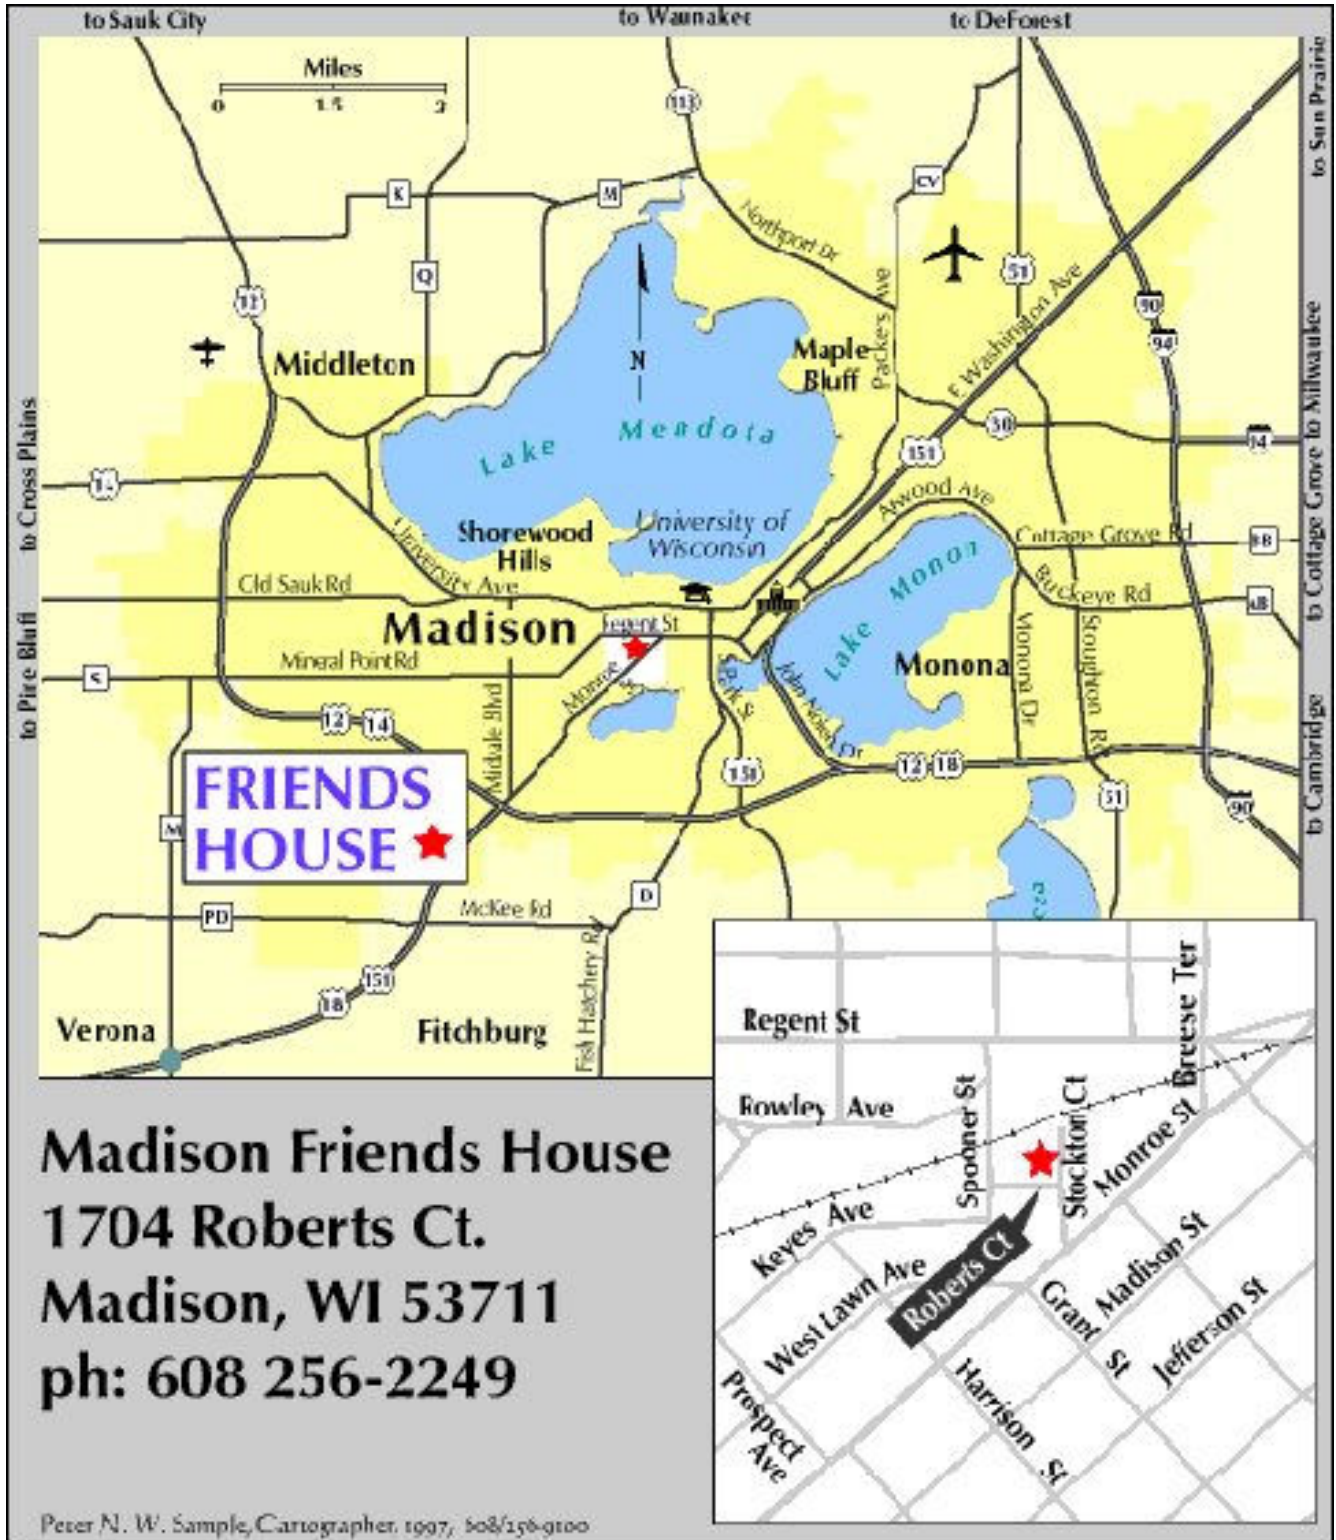 to Sauk City
to Waunakee
to DeForest
to Sun Prairie
Miles
0 1.5 3
113
K
M
CV
Northport Dr
Q
51
12
90
94
E Washington Ave
Packers Ave
N
Maple
Bluff
Middleton
Lake Mendota
30
151
94
to Cross Plains
14
to Cottage Grove to Milwaukee
Atwood Ave
University of
Wisconsin
Shorewood
Hills
University Ave
Cottage Grove Rd
BB
Old Sauk Rd
Lake Monona
Buckeye Rd
AB
Madison
Regent St
Mineral Point Rd
S
to Pine Bluff
Monroe
Midvale Blvd
S Park St
John Nolen Dr
Monona
Monona Dr
Stoughton Rd
12 14
151
12 18
51
90
to Cambridge
FRIENDS
HOUSE
M
D
PD
McKee Rd
Fish Hatchery Rd
151
18
Verona
Fitchburg
Regent St
Breese Ter
Rowley Ave
Spooner St
Stockton Ct
Monroe St
Keyes Ave
West Lawn Ave
Roberts Ct
Grant St
Madison St
Jefferson St
Harrison St
Prospect
Ave
Madison Friends House
1704 Roberts Ct.
Madison, WI 53711
ph: 608 256-2249
Peter N. W. Sample, Cartographer. 1997, 608/256-9100